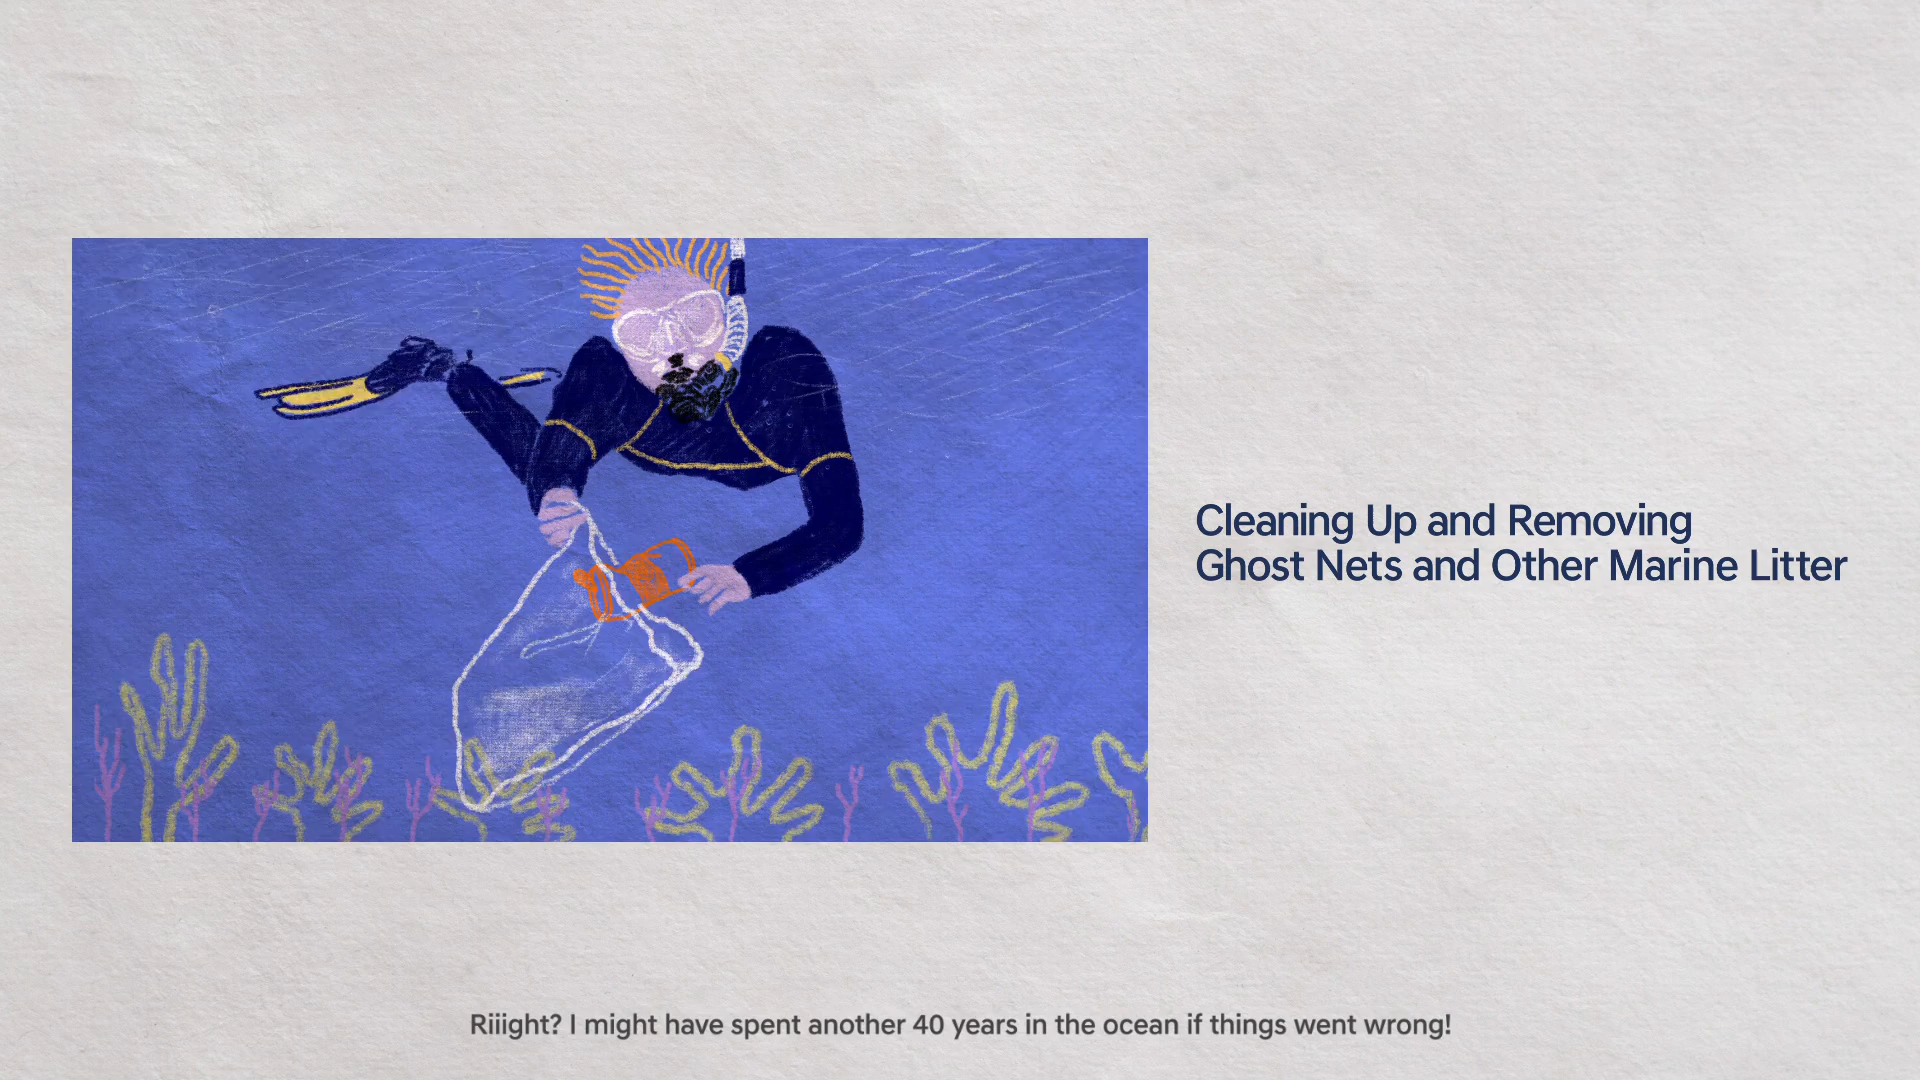 Cleaning Up and Removing
Ghost Nets and Other Marine Litter
Riiight? I might have spent another 40 years in the ocean if things went wrong!